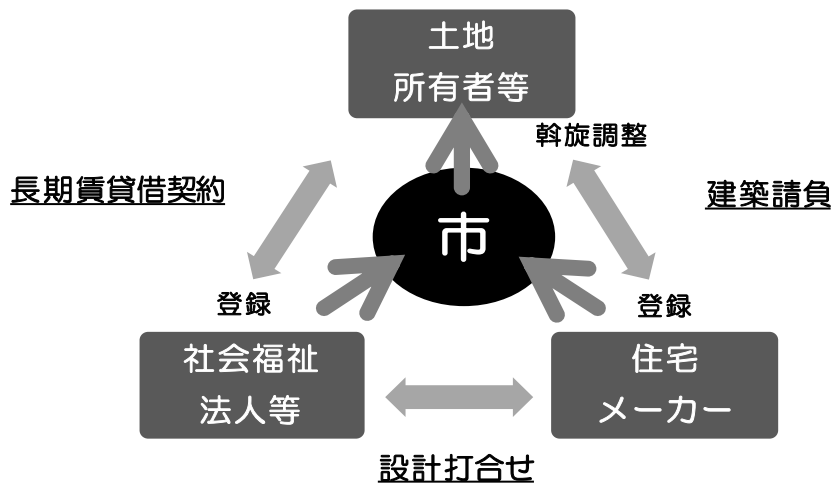 土地
所有者等
斡旋調整
長期賃貸借契約
建築請負
市
登録
登録
社会福祉
法人等
住宅
メーカー
設計打合せ